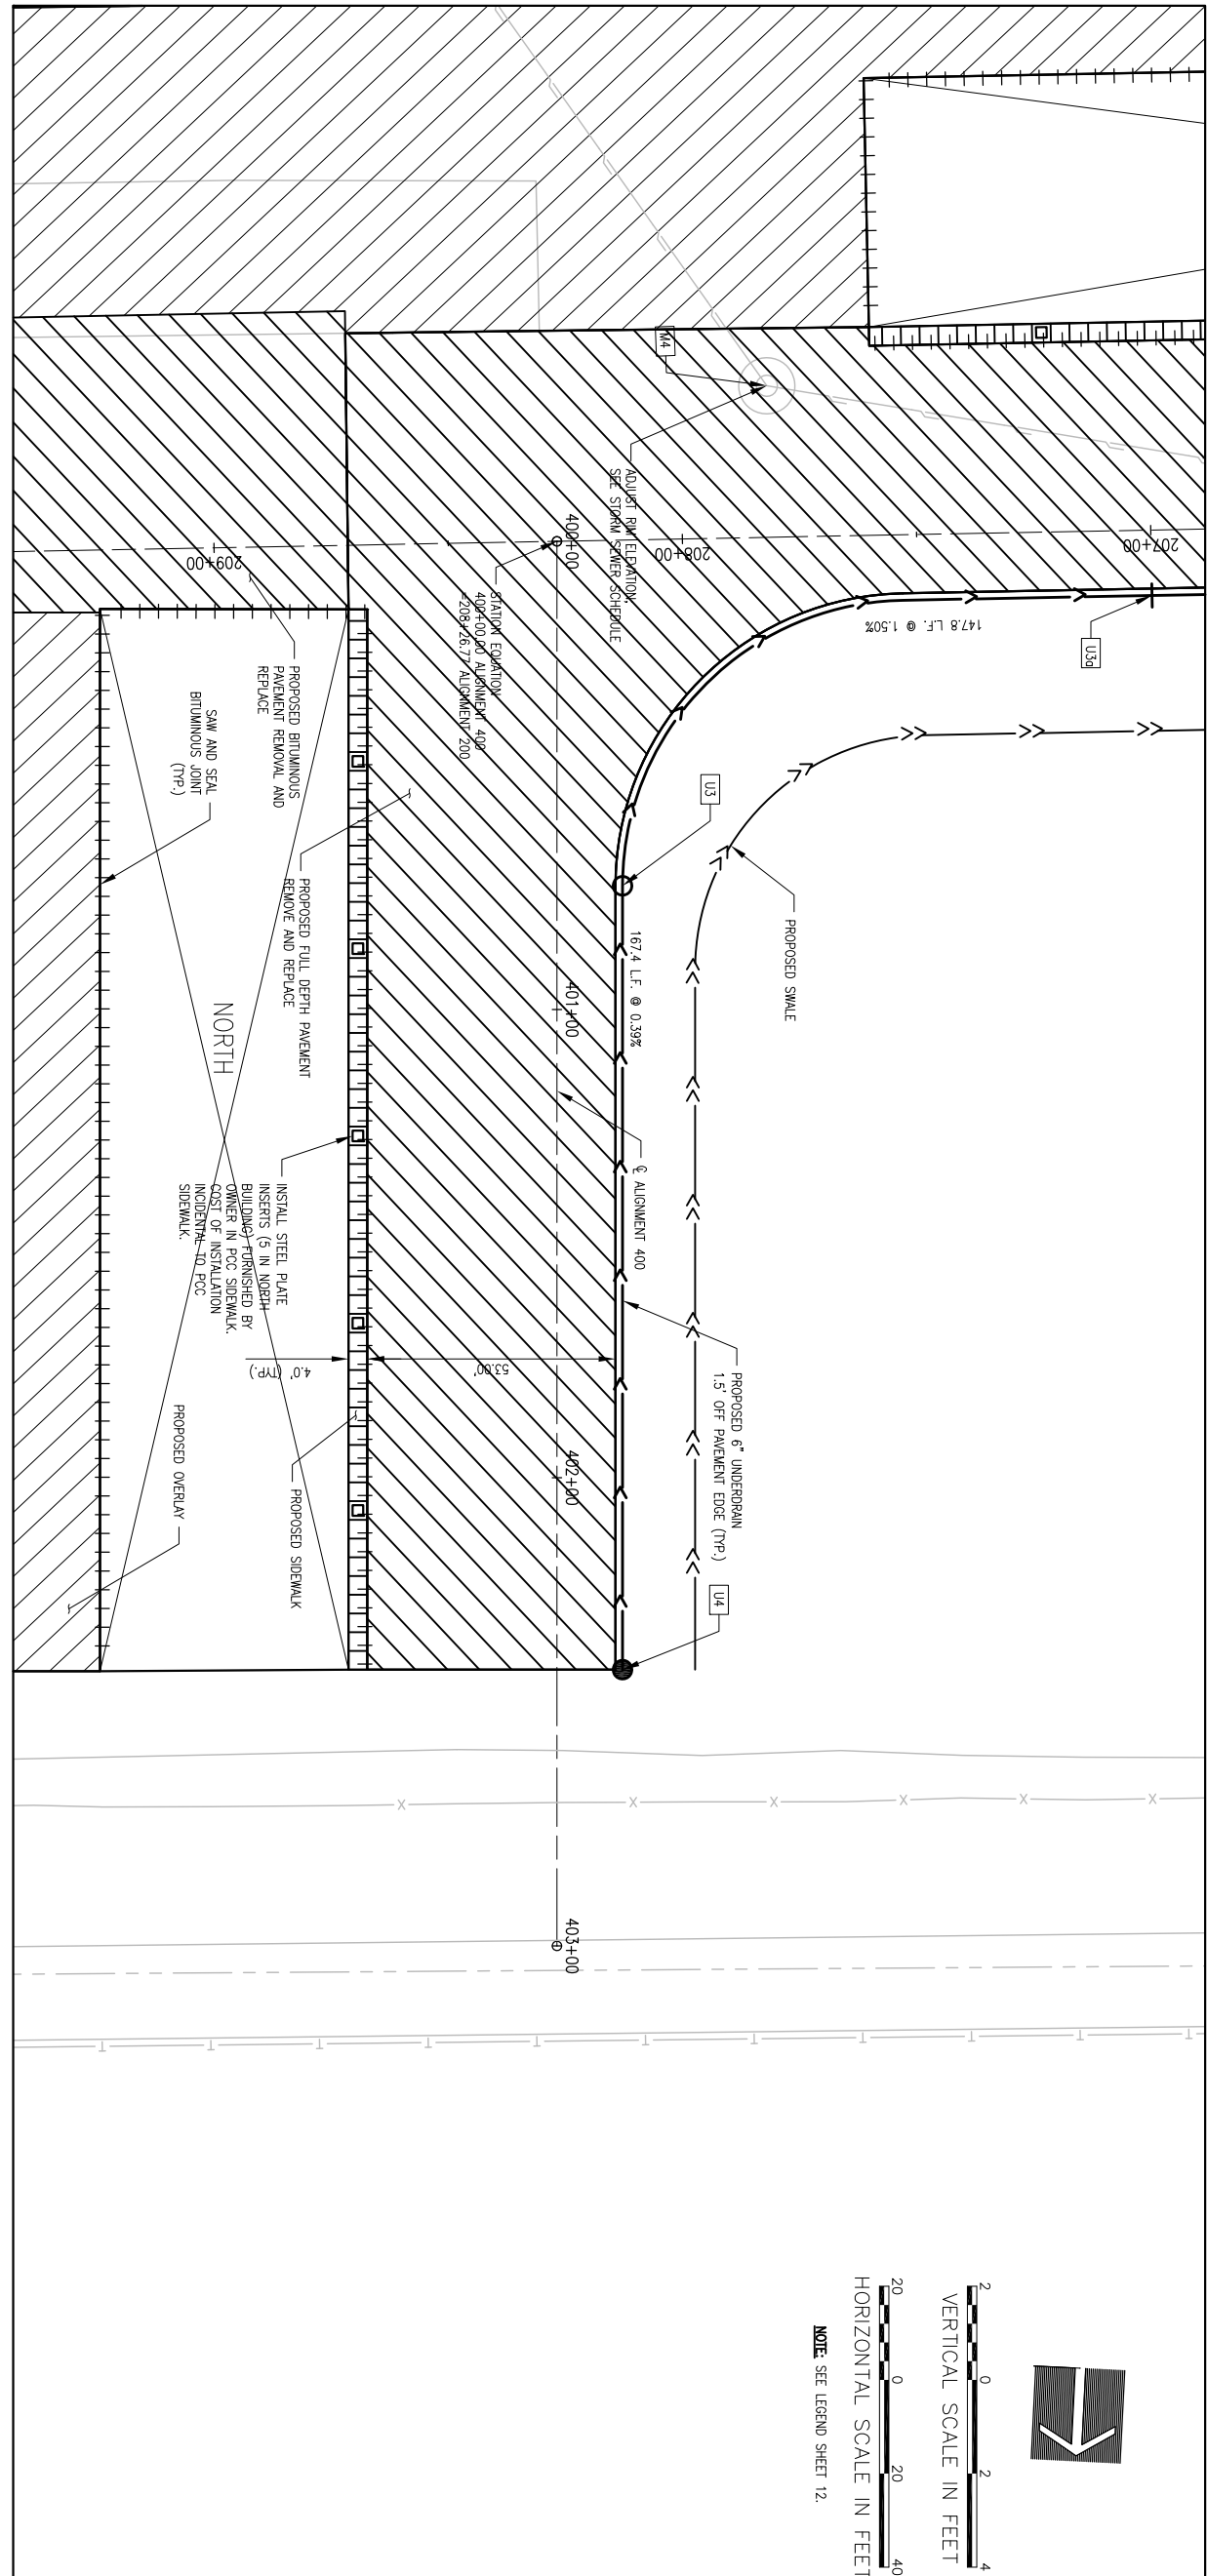 M4
ADJUST RIM ELEVATION,
SEE STORM SEWER SCHEDULE
209+00
400+00
208+00
207+00
STATION EQUATION
400+00.00 ALIGNMENT 400
=208+26.77 ALIGNMENT 200
147.8 L.F. @ 1.50%
U3a
PROPOSED BITUMINOUS
PAVEMENT REMOVAL AND
REPLACE
SAW AND SEAL
BITUMINOUS JOINT
(TYP.)
U3
PROPOSED SWALE
PROPOSED FULL DEPTH PAVEMENT
REMOVE AND REPLACE
167.4 L.F. @ 0.39%
401+00
NORTH
℄ ALIGNMENT 400
INSTALL STEEL PLATE
INSERTS (5 IN NORTH
BUILDING) FURNISHED BY
OWNER IN PCC SIDEWALK.
COST OF INSTALLATION
INCIDENTAL TO PCC
SIDEWALK.
4.0' (TYP.)
53.00'
PROPOSED 6" UNDERDRAIN
1.5' OFF PAVEMENT EDGE (TYP.)
PROPOSED OVERLAY
402+00
PROPOSED SIDEWALK
U4
X
X
X
X
X
X
403+00
2 0 2 4
VERTICAL SCALE IN FEET
20 0 20 40
HORIZONTAL SCALE IN FEET
NOTE: SEE LEGEND SHEET 12.